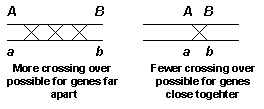 A B
A B
a b
a b
More crossing over
possible for genes far
apart
Fewer crossing over
possible for genes
close togehter